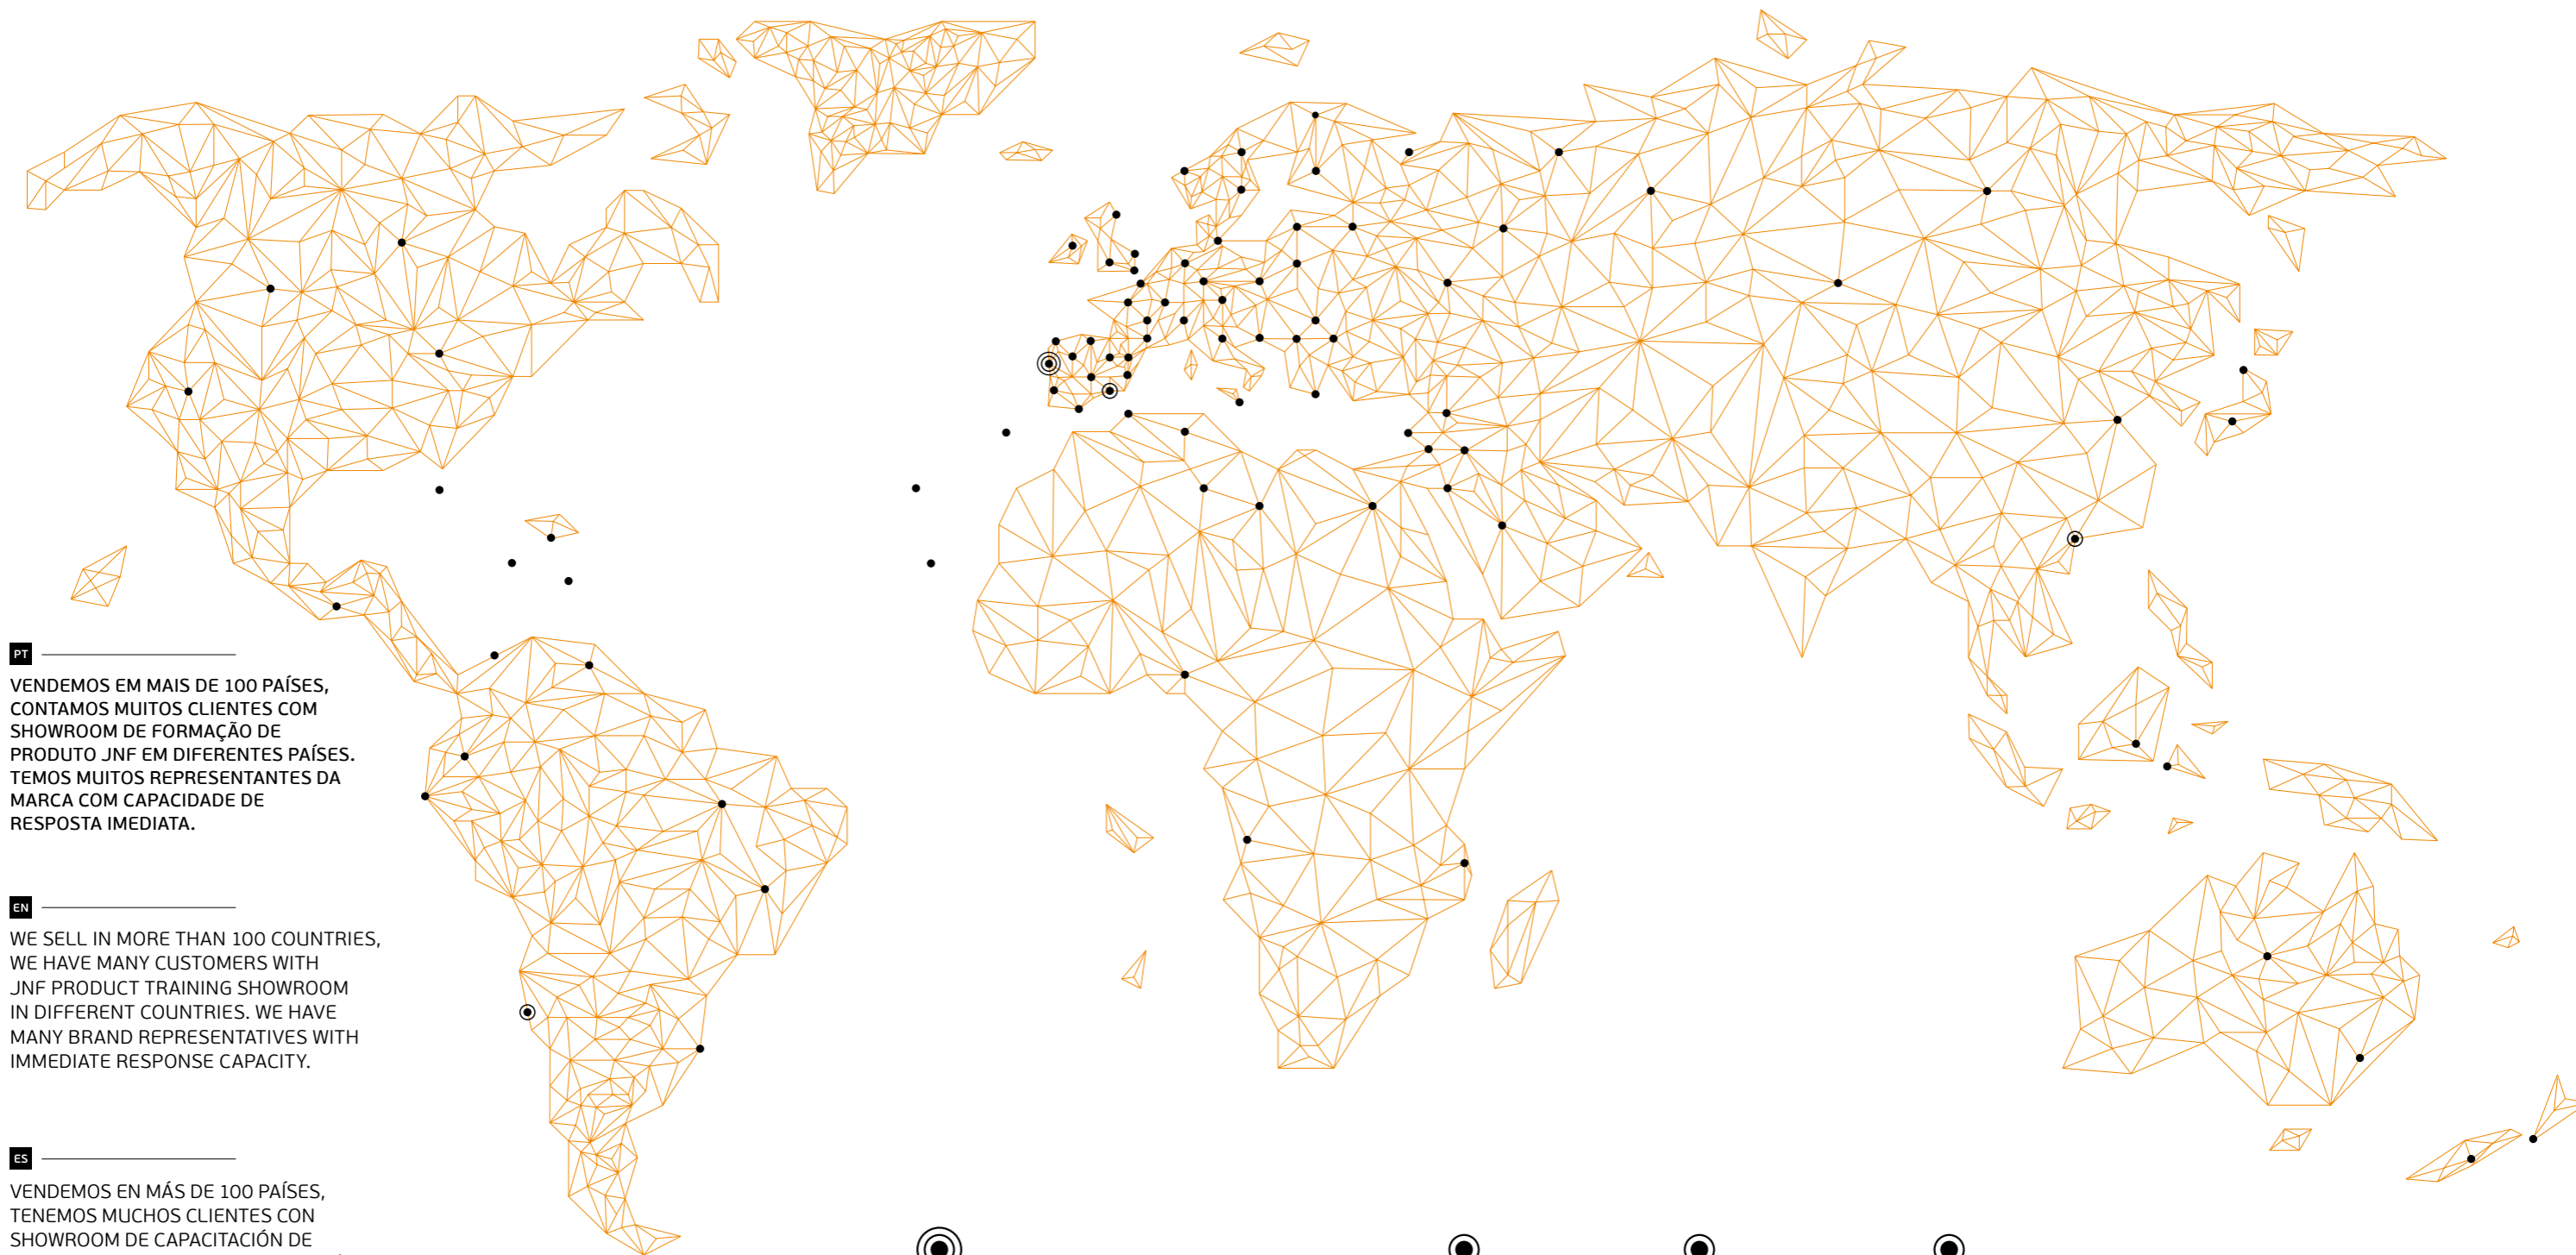 PT
VENDEMOS EM MAIS DE 100 PAÍSES,
CONTAMOS MUITOS CLIENTES COM
SHOWROOM DE FORMAÇÃO DE
PRODUTO JNF EM DIFERENTES PAÍSES.
TEMOS MUITOS REPRESENTANTES DA
MARCA COM CAPACIDADE DE
RESPOSTA IMEDIATA.
EN
WE SELL IN MORE THAN 100 COUNTRIES,
WE HAVE MANY CUSTOMERS WITH
JNF PRODUCT TRAINING SHOWROOM
IN DIFFERENT COUNTRIES. WE HAVE
MANY BRAND REPRESENTATIVES WITH
IMMEDIATE RESPONSE CAPACITY.
ES
VENDEMOS EN MÁS DE 100 PAÍSES,
TENEMOS MUCHOS CLIENTES CON
SHOWROOM DE CAPACITACIÓN DE